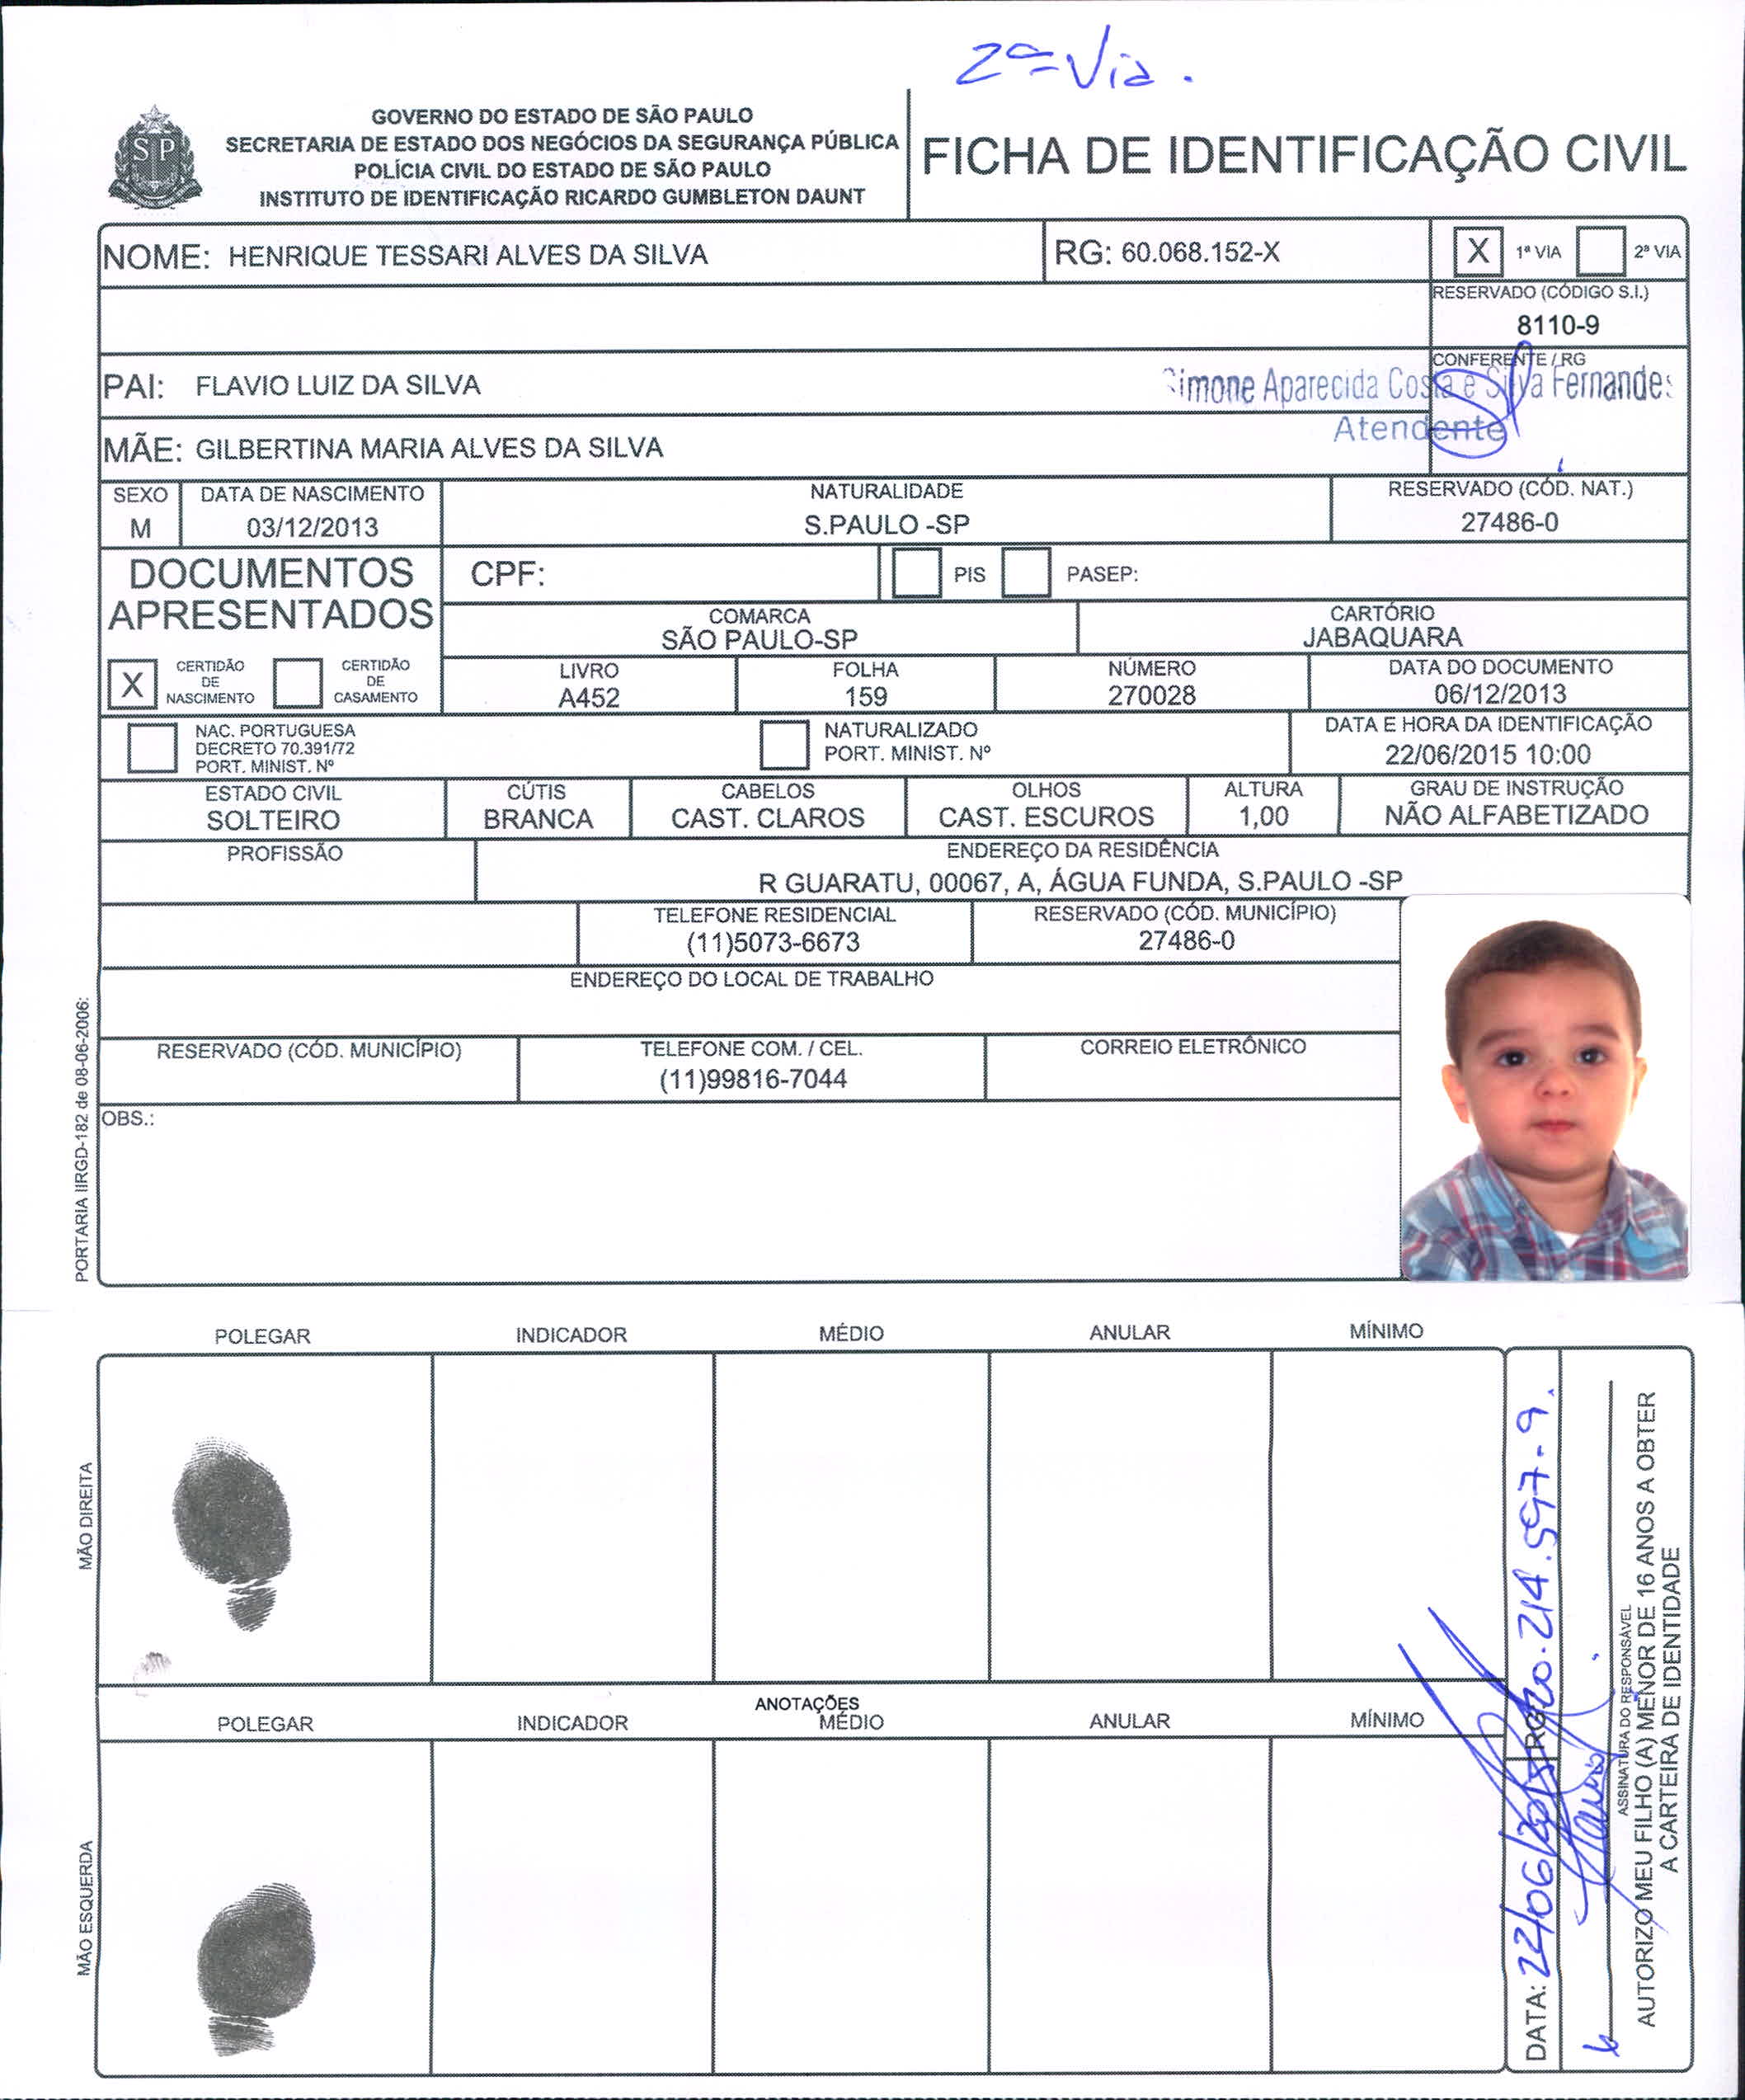 2ª Via.
GOVERNO DO ESTADO DE SÃO PAULO
SECRETARIA DE ESTADO DOS NEGÓCIOS DA SEGURANÇA PÚBLICA
POLÍCIA CIVIL DO ESTADO DE SÃO PAULO
INSTITUTO DE IDENTIFICAÇÃO RICARDO GUMBLETON DAUNT
SP
FICHA DE IDENTIFICAÇÃO CIVIL
NOME: HENRIQUE TESSARI ALVES DA SILVA
RG: 60.068.152-X
X 1ª VIA 2ª VIA
RESERVADO (CÓDIGO S.I.)
8110-9
PAI: FLAVIO LUIZ DA SILVA
CONFERENTE / RG
Simone Aparecida Costa e Silva Fernandes
Atendente
MÃE: GILBERTINA MARIA ALVES DA SILVA
SEXO DATA DE NASCIMENTO NATURALIDADE RESERVADO (CÓD. NAT.)
M 03/12/2013 S.PAULO -SP 27486-0
DOCUMENTOS
APRESENTADOS
CPF: PIS PASEP:
COMARCA CARTÓRIO
SÃO PAULO-SP JABAQUARA
X CERTIDÃO DE NASCIMENTO CERTIDÃO DE CASAMENTO
LIVRO FOLHA NÚMERO DATA DO DOCUMENTO
A452 159 270028 06/12/2013
NAC. PORTUGUESA
DECRETO 70.391/72
PORT. MINIST. Nº
NATURALIZADO
PORT. MINIST. Nº
DATA E HORA DA IDENTIFICAÇÃO
22/06/2015 10:00
ESTADO CIVIL CÚTIS CABELOS OLHOS ALTURA GRAU DE INSTRUÇÃO
SOLTEIRO BRANCA CAST. CLAROS CAST. ESCUROS 1,00 NÃO ALFABETIZADO
PROFISSÃO ENDEREÇO DA RESIDÊNCIA
R GUARATU, 00067, A, ÁGUA FUNDA, S.PAULO -SP
TELEFONE RESIDENCIAL RESERVADO (CÓD. MUNICÍPIO)
(11)5073-6673 27486-0
ENDEREÇO DO LOCAL DE TRABALHO
RESERVADO (CÓD. MUNICÍPIO) TELEFONE COM. / CEL. CORREIO ELETRÔNICO
(11)99816-7044
OBS.:
PORTARIA IIRGD-182 de 08-06-2006:
POLEGAR INDICADOR MÉDIO ANULAR MÍNIMO
MÃO DIREITA
ANOTAÇÕES
POLEGAR INDICADOR MÉDIO ANULAR MÍNIMO
MÃO ESQUERDA
DATA: 22/06/2015 RG: 20.214.597-9.
ASSINATURA DO RESPONSÁVEL
AUTORIZO MEU FILHO (A) MENOR DE 16 ANOS A OBTER
A CARTEIRA DE IDENTIDADE